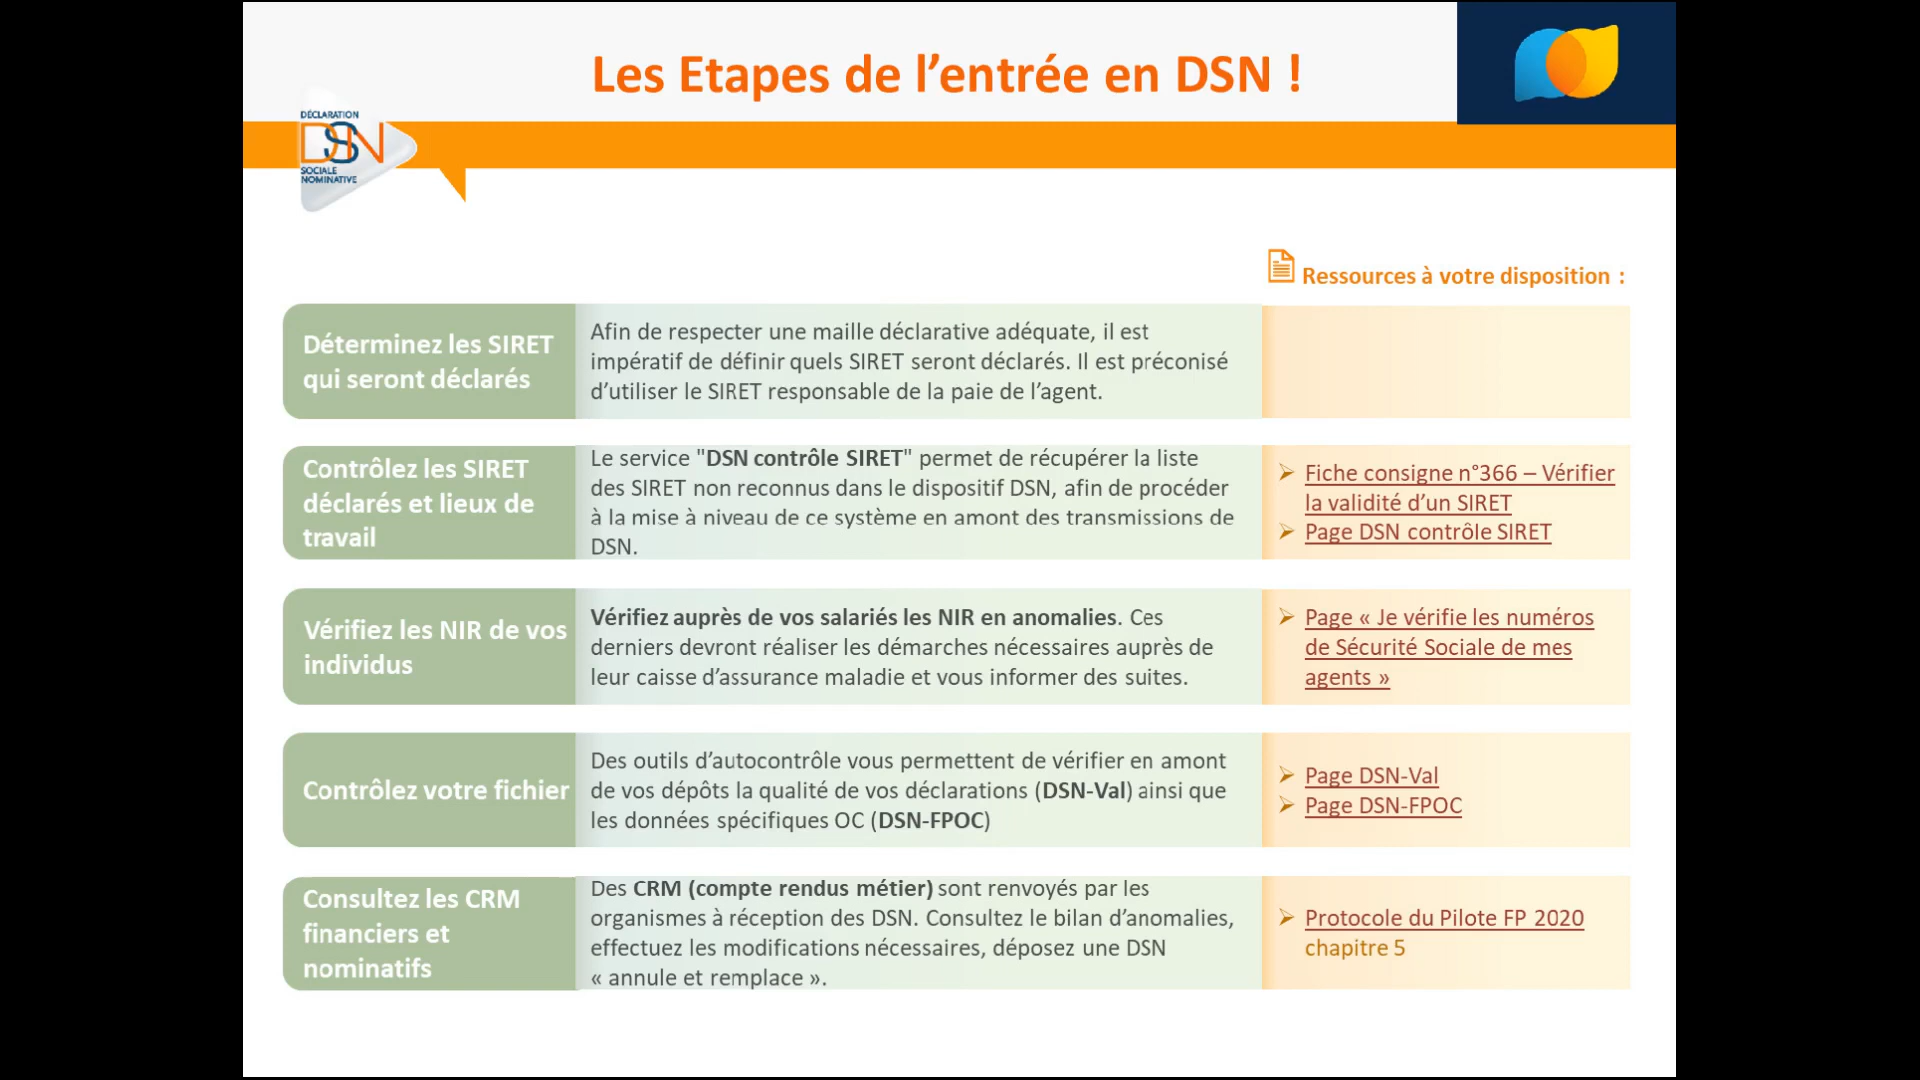 Les Etapes de l’entrée en DSN !
DÉCLARATION
DSN
SOCIALE
NOMINATIVE
Ressources à votre disposition :
Déterminez les SIRET
qui seront déclarés
Afin de respecter une maille déclarative adéquate, il est
impératif de définir quels SIRET seront déclarés. Il est préconisé
d’utiliser le SIRET responsable de la paie de l’agent.
Contrôlez les SIRET
déclarés et lieux de
travail
Le service "DSN contrôle SIRET" permet de récupérer la liste
des SIRET non reconnus dans le dispositif DSN, afin de procéder
à la mise à niveau de ce système en amont des transmissions de
DSN.
➢ Fiche consigne n°366 – Vérifier
la validité d’un SIRET
➢ Page DSN contrôle SIRET
Vérifiez les NIR de vos
individus
Vérifiez auprès de vos salariés les NIR en anomalies. Ces
derniers devront réaliser les démarches nécessaires auprès de
leur caisse d’assurance maladie et vous informer des suites.
➢ Page « Je vérifie les numéros
de Sécurité Sociale de mes
agents »
Contrôlez votre fichier
Des outils d’autocontrôle vous permettent de vérifier en amont
de vos dépôts la qualité de vos déclarations (DSN-Val) ainsi que
les données spécifiques OC (DSN-FPOC)
➢ Page DSN-Val
➢ Page DSN-FPOC
Consultez les CRM
financiers et
nominatifs
Des CRM (compte rendus métier) sont renvoyés par les
organismes à réception des DSN. Consultez le bilan d’anomalies,
effectuez les modifications nécessaires, déposez une DSN
« annule et remplace ».
➢ Protocole du Pilote FP 2020
chapitre 5